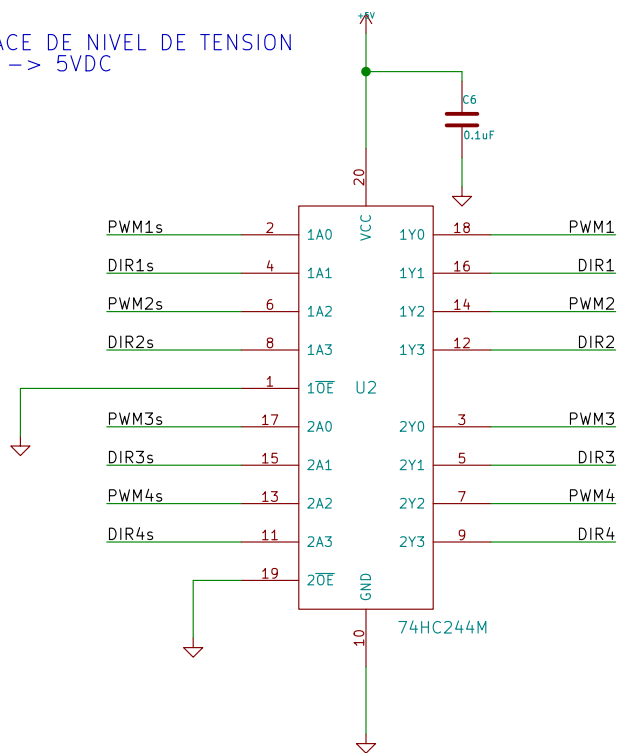 +5V
ACE DE NIVEL DE TENSION
-> 5VDC
C6
0.1uF
20
VCC
PWM1s 2 1A0 1Y0 18 PWM1
DIR1s 4 1A1 1Y1 16 DIR1
PWM2s 6 1A2 1Y2 14 PWM2
DIR2s 8 1A3 1Y3 12 DIR2
1 1OE U2
PWM3s 17 2A0 2Y0 3 PWM3
DIR3s 15 2A1 2Y1 5 DIR3
PWM4s 13 2A2 2Y2 7 PWM4
DIR4s 11 2A3 2Y3 9 DIR4
19 2OE
GND
74HC244M
10